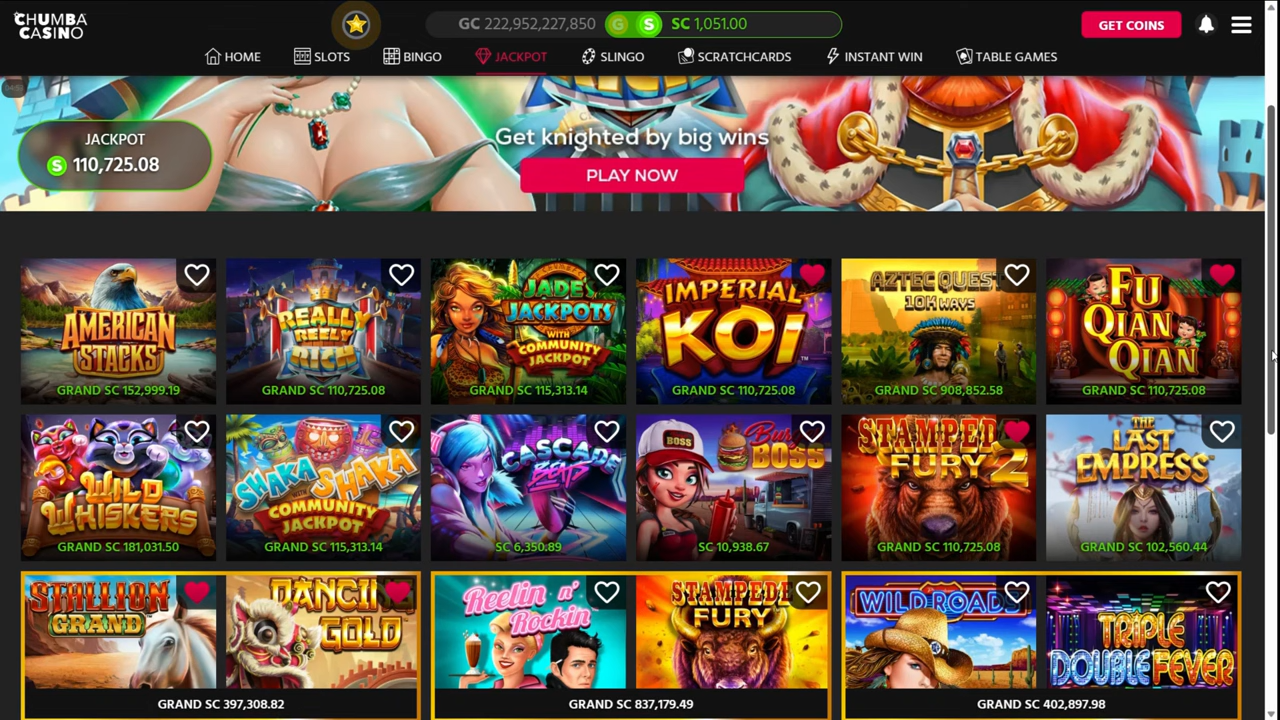 CHUMBA
CASINO
GC 222,952,227,850 G S SC 1,051.00
GET COINS
HOME SLOTS BINGO JACKPOT SLINGO SCRATCHCARDS INSTANT WIN TABLE GAMES
JACKPOT
S 110,725.08
Get knighted by big wins
PLAY NOW
AMERICAN
STACKS
GRAND SC 152,999.19
REALLY
REELY
RICH
GRAND SC 110,725.08
JADE'S
JACKPOTS
WITH
COMMUNITY
JACKPOT
GRAND SC 115,313.14
IMPERIAL
KOI™
GRAND SC 110,725.08
AZTEC QUEST
10K WAYS
GRAND SC 908,852.58
FU
QIAN
QIAN
GRAND SC 110,725.08
WILD
WHISKERS
GRAND SC 181,031.50
SHAKA SHAKA
WITH
COMMUNITY
JACKPOT
GRAND SC 115,313.14
CASCADE
BEATS
SC 6,350.89
BOSS
BOSS
SC 10,938.67
STAMPED
FURY 2
GRAND SC 110,725.08
THE
LAST
EMPRESS™
GRAND SC 102,560.44
STALLION
GRAND
DANCING
GOLD
GRAND SC 397,308.82
Reelin n'
Rockin'
STAMPEDE
FURY
GRAND SC 837,179.49
WILD ROADS
TRIPLE
DOUBLE FEVER
GRAND SC 402,897.98